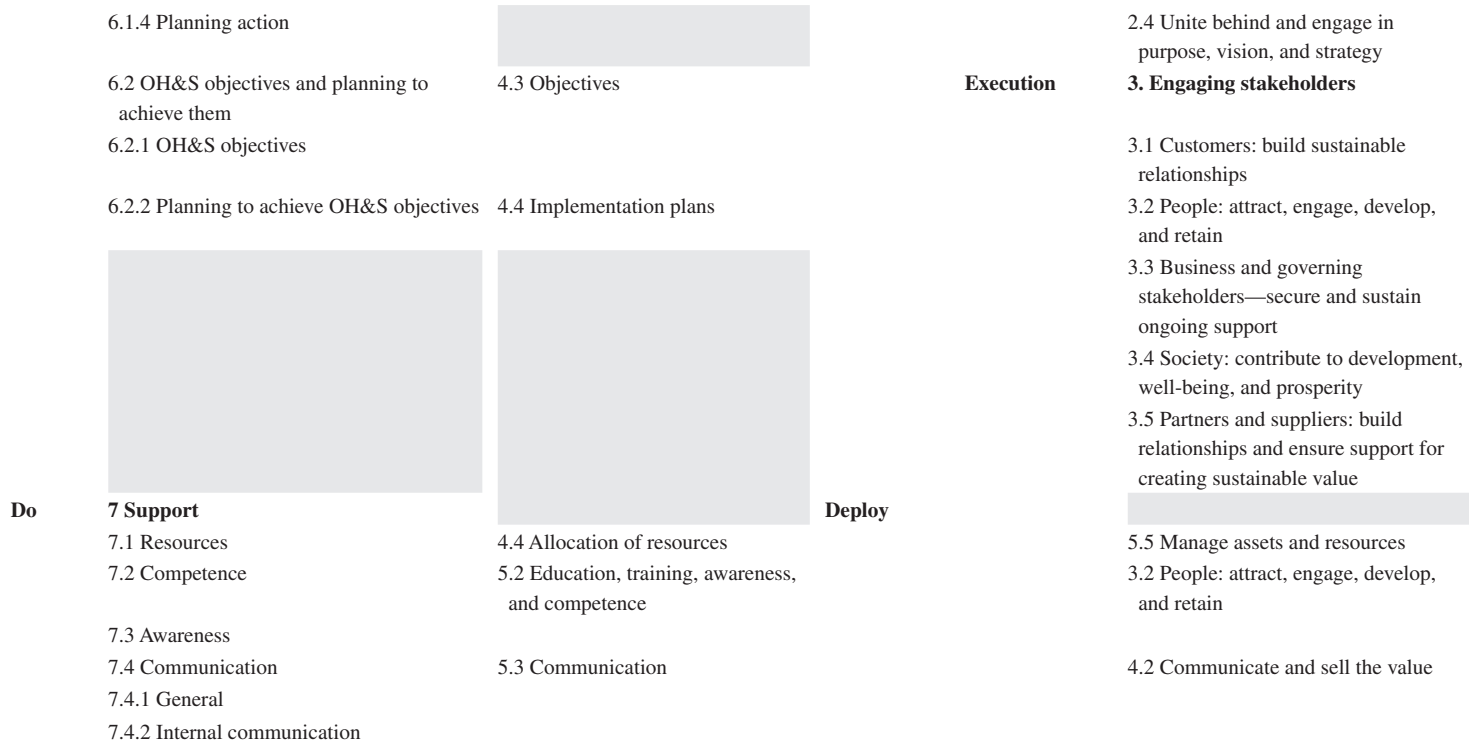 6.1.4 Planning action
2.4 Unite behind and engage in
purpose, vision, and strategy
6.2 OH&S objectives and planning to
achieve them
4.3 Objectives
Execution
3. Engaging stakeholders
6.2.1 OH&S objectives
3.1 Customers: build sustainable
relationships
6.2.2 Planning to achieve OH&S objectives
4.4 Implementation plans
3.2 People: attract, engage, develop,
and retain
3.3 Business and governing
stakeholders—secure and sustain
ongoing support
3.4 Society: contribute to development,
well-being, and prosperity
3.5 Partners and suppliers: build
relationships and ensure support for
creating sustainable value
Do
7 Support
Deploy
7.1 Resources
4.4 Allocation of resources
5.5 Manage assets and resources
7.2 Competence
5.2 Education, training, awareness,
and competence
3.2 People: attract, engage, develop,
and retain
7.3 Awareness
7.4 Communication
5.3 Communication
4.2 Communicate and sell the value
7.4.1 General
7.4.2 Internal communication